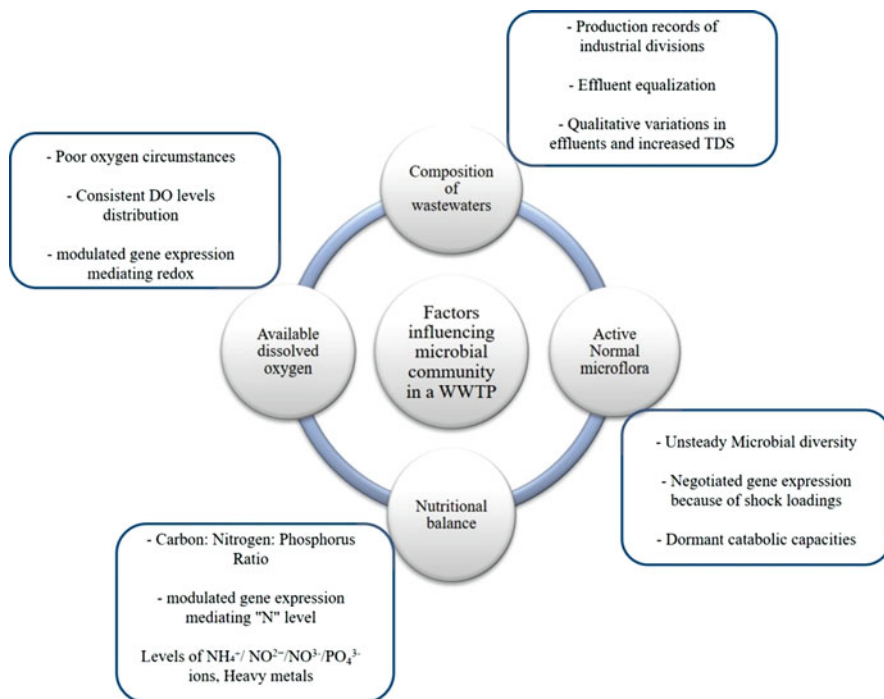 - Production records of
industrial divisions
- Effluent equalization
- Qualitative variations in
effluents and increased TDS
- Poor oxygen circumstances
- Consistent DO levels
distribution
- modulated gene expression
mediating redox
Composition
of
wastewaters
Available
dissolved
oxygen
Factors
influencing
microbial
community
in a WWTP
Active
Normal
microflora
Nutritional
balance
- Unsteady Microbial diversity
- Negotiated gene expression
because of shock loadings
- Dormant catabolic capacities
- Carbon: Nitrogen: Phosphorus
Ratio
- modulated gene expression
mediating "N" level
Levels of NH₄⁺/ NO²⁻/NO³⁻/PO₄³⁻
ions, Heavy metals